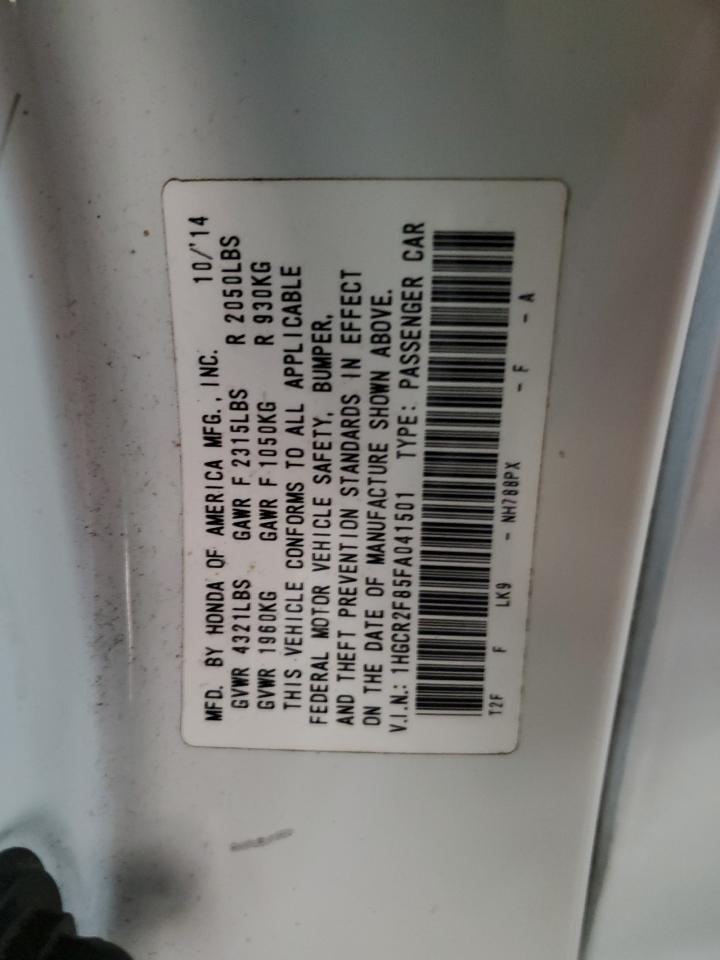 MFD. BY HONDA OF AMERICA MFG., INC. 10/'14
GVWR 4321LBS GAWR F 2315LBS R 2050LBS
GVWR 1960KG GAWR F 1050KG R 930KG
THIS VEHICLE CONFORMS TO ALL APPLICABLE
FEDERAL MOTOR VEHICLE SAFETY, BUMPER,
AND THEFT PREVENTION STANDARDS IN EFFECT
ON THE DATE OF MANUFACTURE SHOWN ABOVE.
V.I.N.: 1HGCR2F85FA041501 TYPE: PASSENGER CAR
T2F F LK9 - NH788PX - F - A